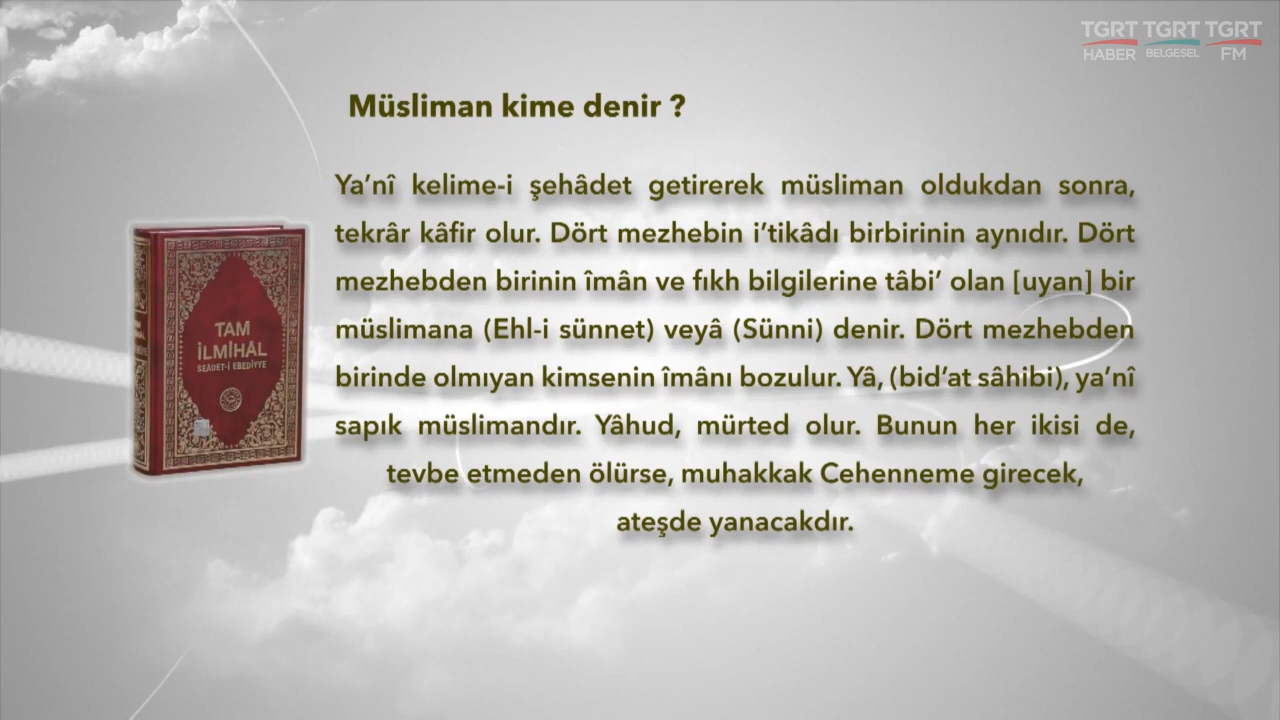 TGRT TGRT TGRT
HABER BELGESEL FM
Müsliman kime denir ?
Ya’nî kelime-i şehâdet getirerek müsliman oldukdan sonra,
tekrâr kâfir olur. Dört mezhebin i’tikâdı birbirinin aynıdır. Dört
mezhebden birinin îmân ve fıkh bilgilerine tâbi’ olan [uyan] bir
müslimana (Ehl-i sünnet) veyâ (Sünni) denir. Dört mezhebden
birinde olmıyan kimsenin îmânı bozulur. Yâ, (bid’at sâhibi), ya’nî
sapık müslimandır. Yâhud, mürted olur. Bunun her ikisi de,
tevbe etmeden ölürse, muhakkak Cehenneme girecek,
ateşde yanacakdır.
TAM
İLMİHÂL
SEÂDET-İ EBEDİYYE